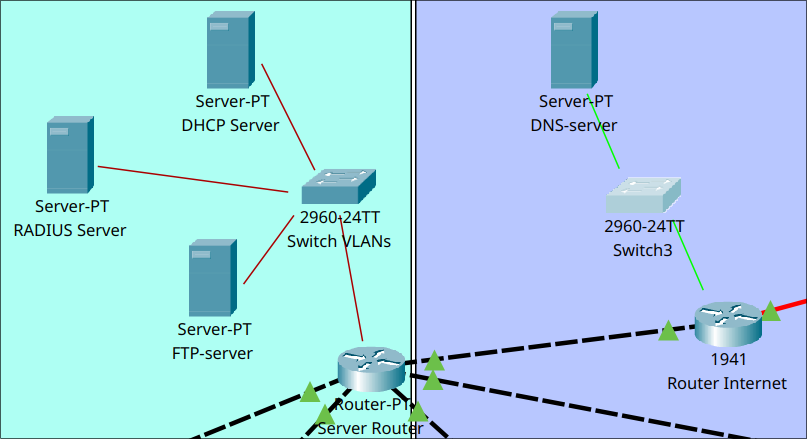 Server-PT
DHCP Server
Server-PT
DNS-server
Server-PT
RADIUS Server
2960-24TT
Switch VLANs
2960-24TT
Switch3
Server-PT
FTP-server
1941
Router Internet
Router-PT
Server Router